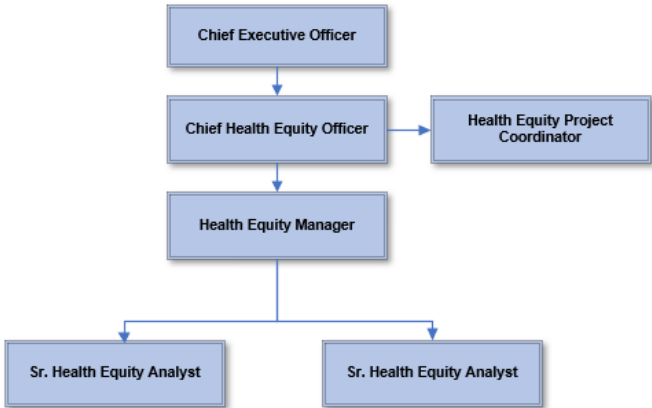 Chief Executive Officer
Chief Health Equity Officer
Health Equity Project
Coordinator
Health Equity Manager
Sr. Health Equity Analyst
Sr. Health Equity Analyst